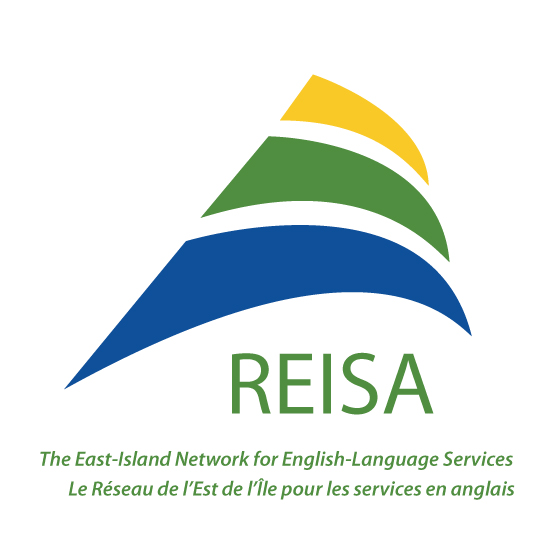 REISA
The East-Island Network for English-Language Services
Le Réseau de l’Est de l’Île pour les services en anglais